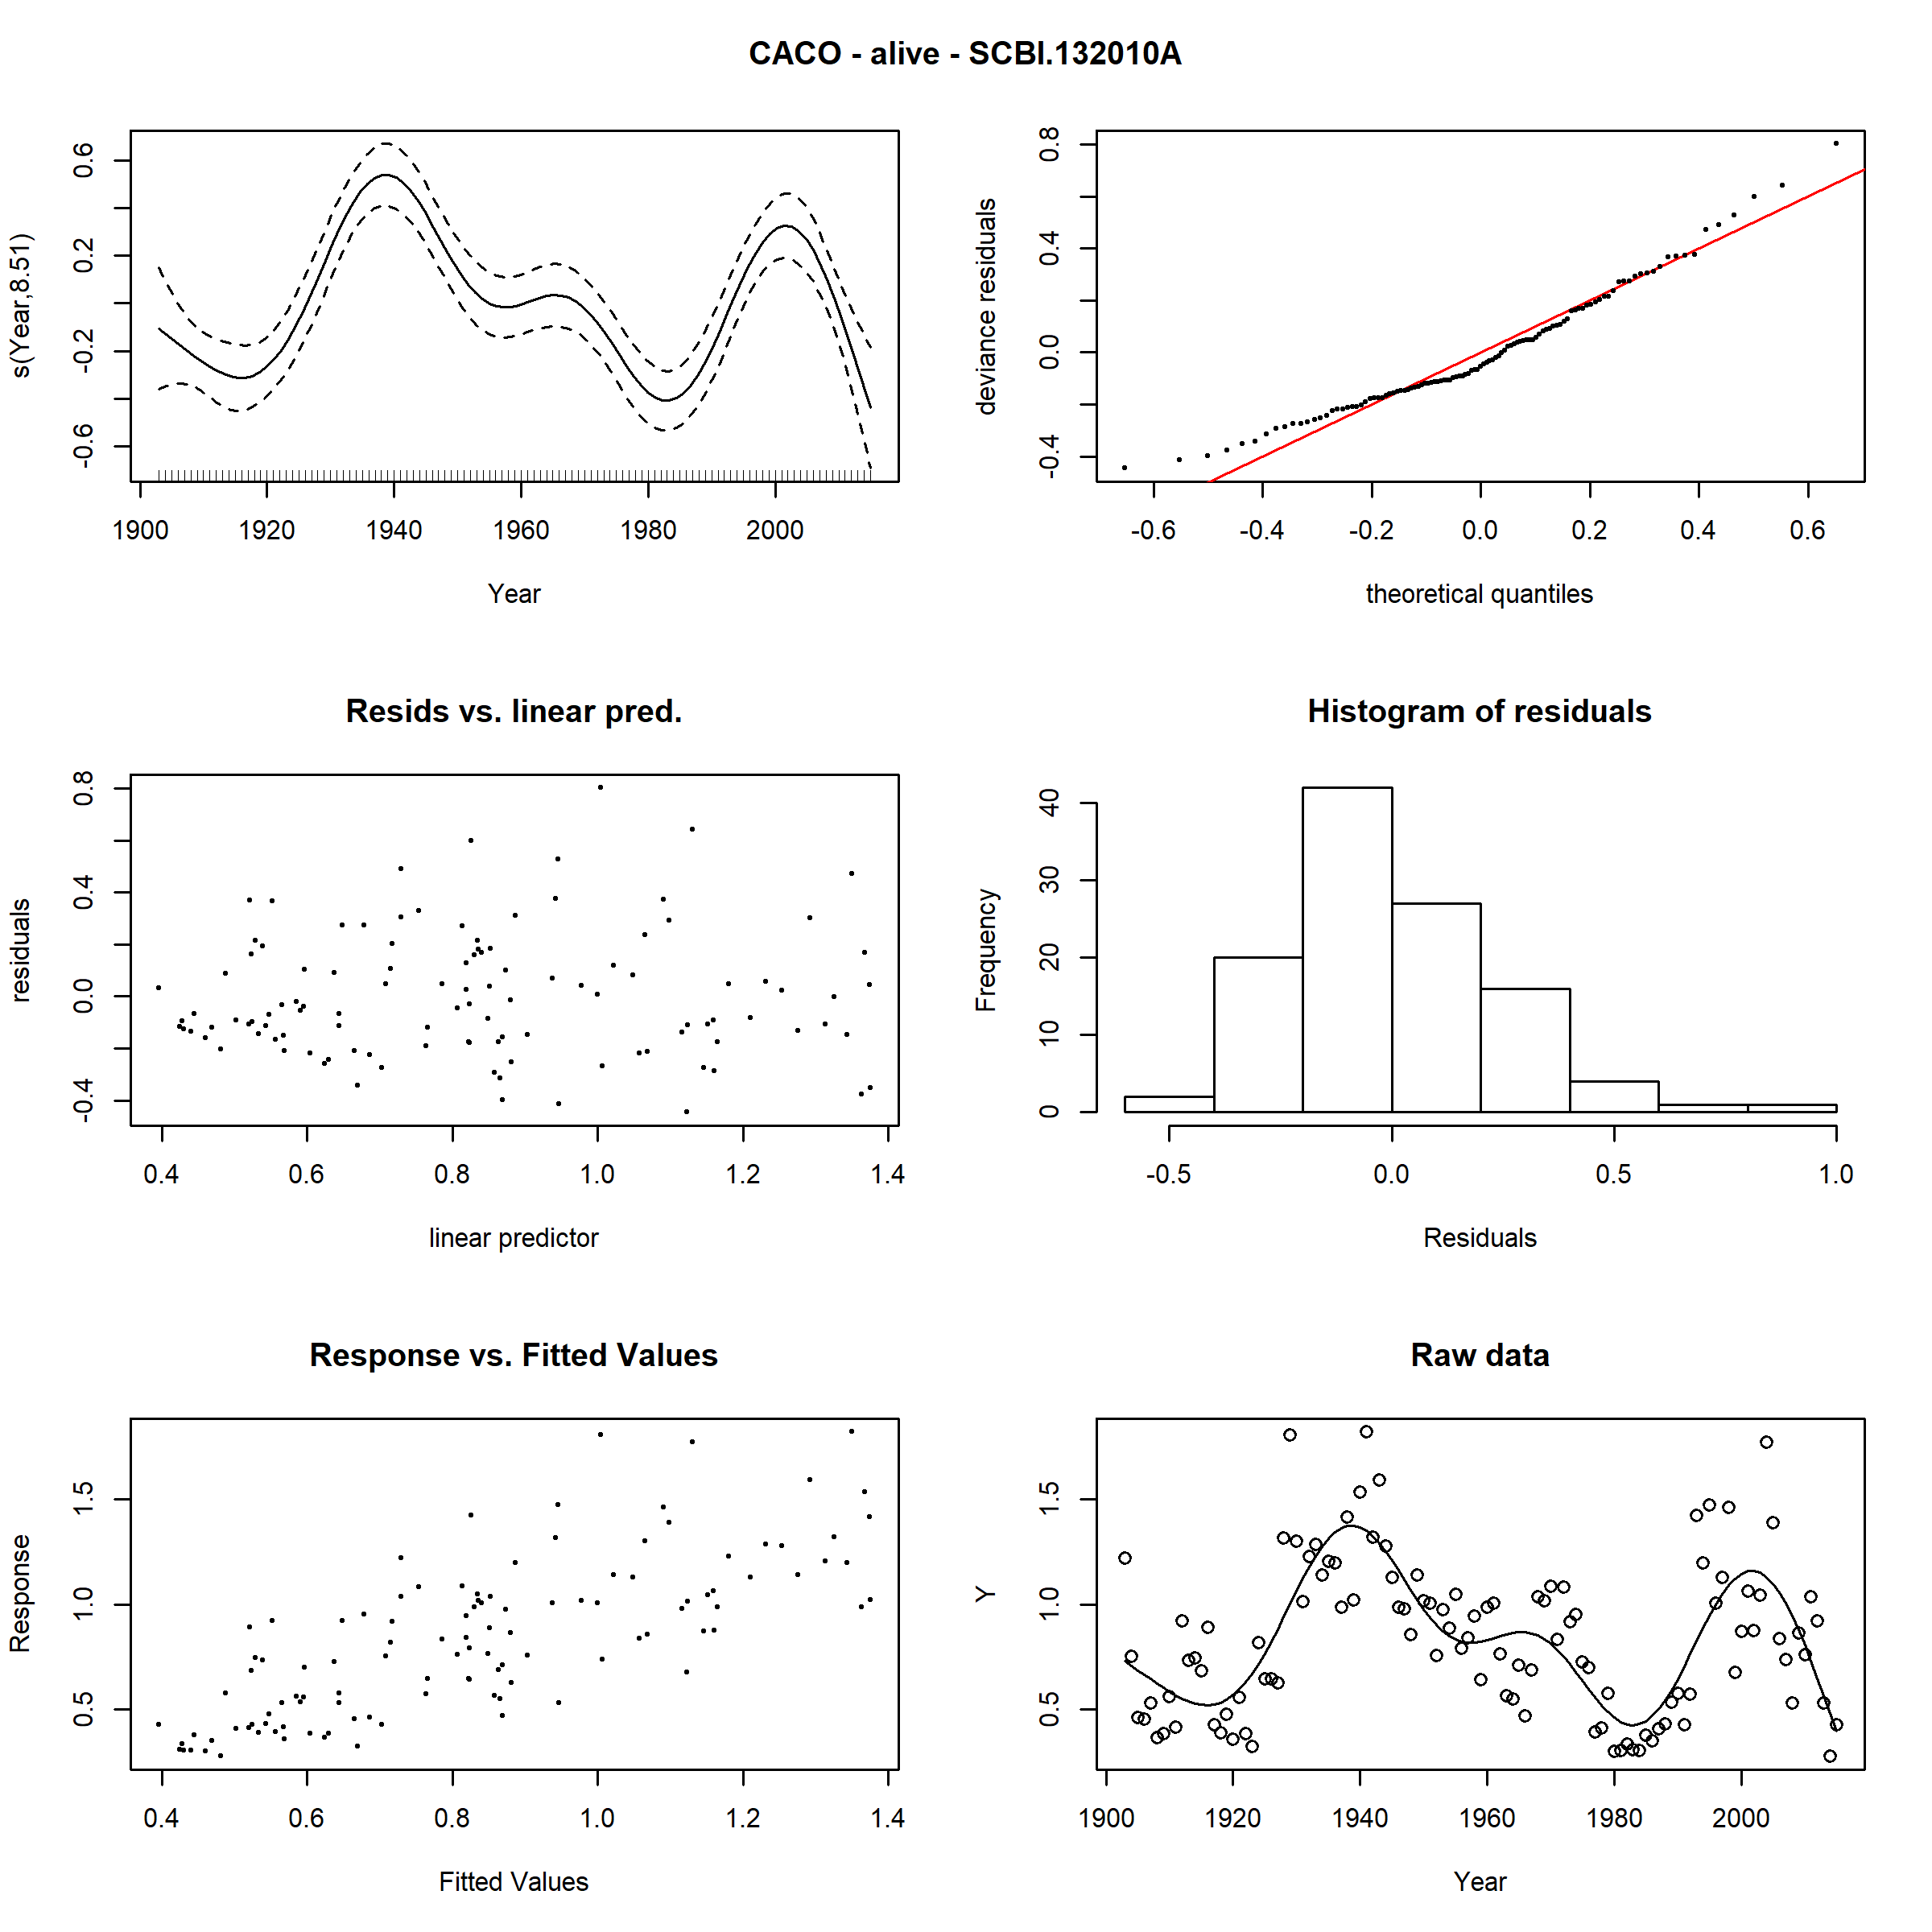 CACO - alive - SCBI.132010A
s(Year,8.51)
0.6
0.2
-0.2
-0.6
1900 1920 1940 1960 1980 2000
Year
deviance residuals
0.8
0.4
0.0
-0.4
-0.6 -0.4 -0.2 0.0 0.2 0.4 0.6
theoretical quantiles
Resids vs. linear pred.
residuals
0.8
0.4
0.0
-0.4
0.4 0.6 0.8 1.0 1.2 1.4
linear predictor
Histogram of residuals
Frequency
40
30
20
10
0
-0.5 0.0 0.5 1.0
Residuals
Response vs. Fitted Values
Response
1.5
1.0
0.5
0.4 0.6 0.8 1.0 1.2 1.4
Fitted Values
Raw data
Y
1.5
1.0
0.5
1900 1920 1940 1960 1980 2000
Year